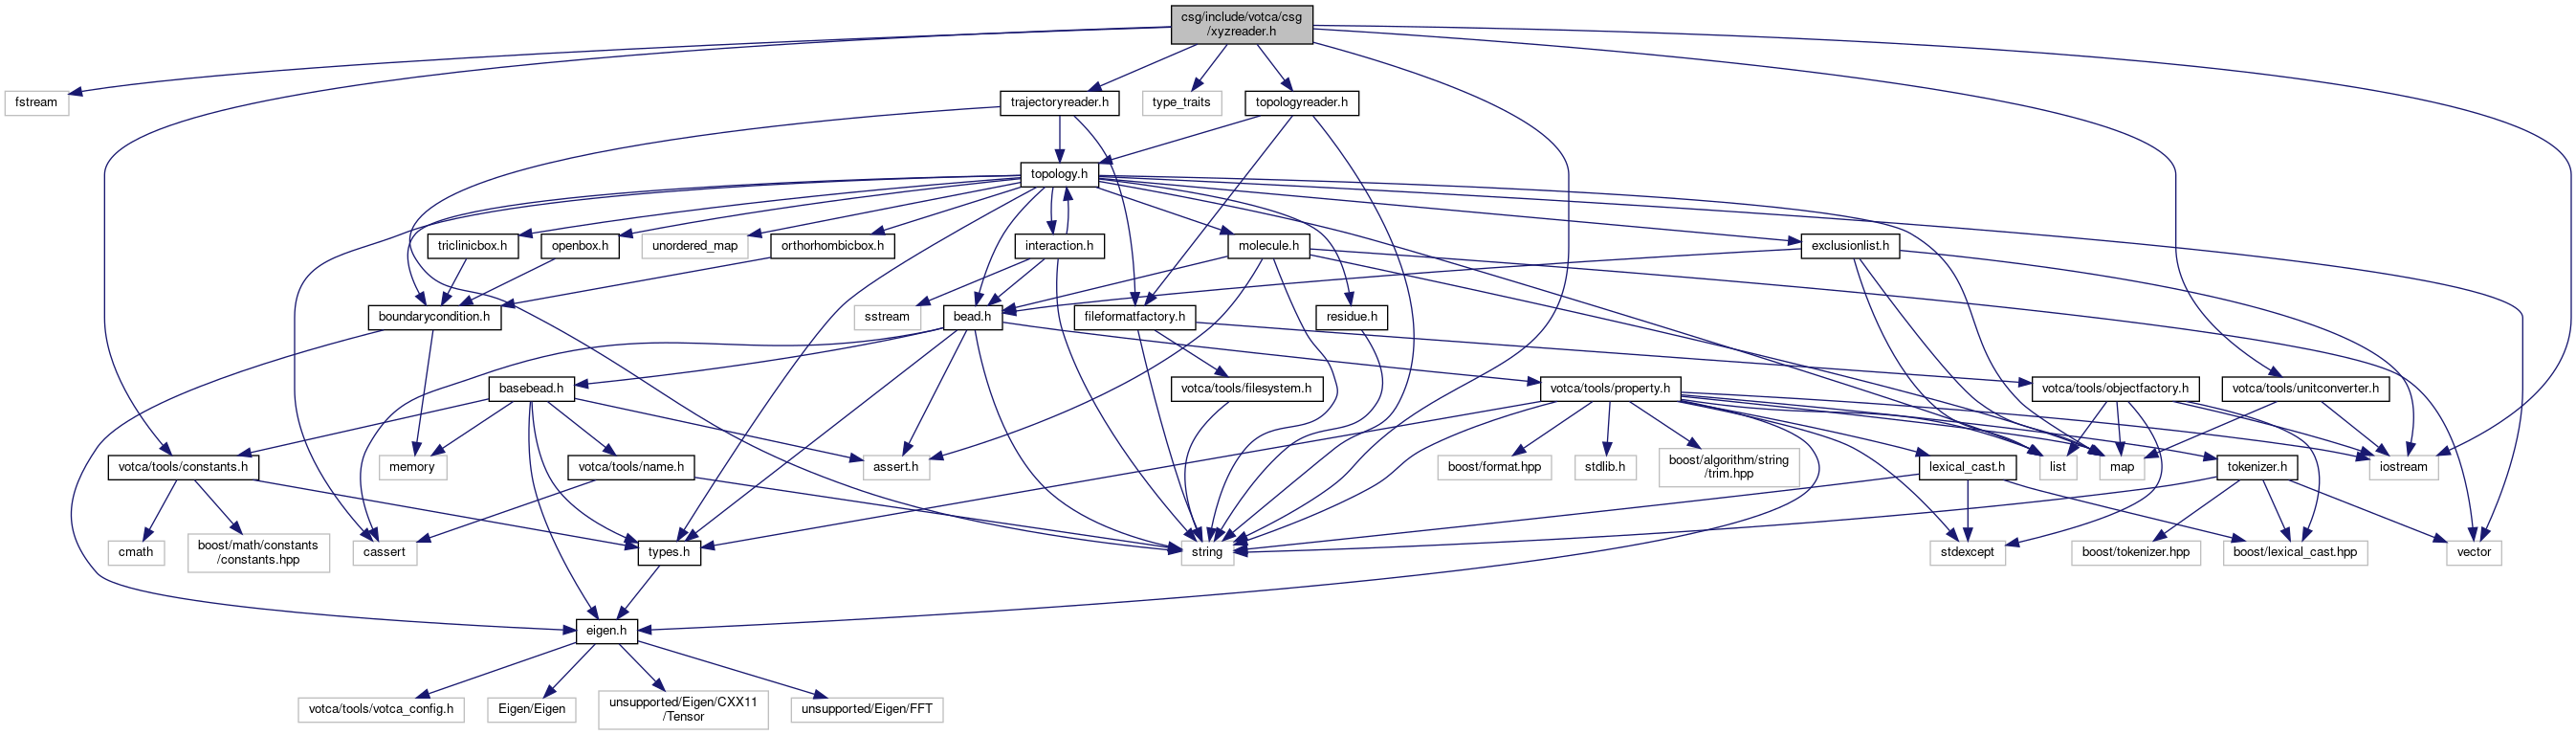 csg/include/votca/csg
/xyzreader.h
fstream
trajectoryreader.h
type_traits
topologyreader.h
topology.h
triclinicbox.h
openbox.h
unordered_map
orthorhombicbox.h
interaction.h
molecule.h
exclusionlist.h
boundarycondition.h
sstream
bead.h
fileformatfactory.h
residue.h
basebead.h
votca/tools/filesystem.h
votca/tools/property.h
votca/tools/objectfactory.h
votca/tools/unitconverter.h
votca/tools/constants.h
memory
votca/tools/name.h
assert.h
boost/format.hpp
stdlib.h
boost/algorithm/string
/trim.hpp
lexical_cast.h
list
map
tokenizer.h
iostream
cmath
boost/math/constants
/constants.hpp
cassert
types.h
string
stdexcept
boost/tokenizer.hpp
boost/lexical_cast.hpp
vector
eigen.h
votca/tools/votca_config.h
Eigen/Eigen
unsupported/Eigen/CXX11
/Tensor
unsupported/Eigen/FFT